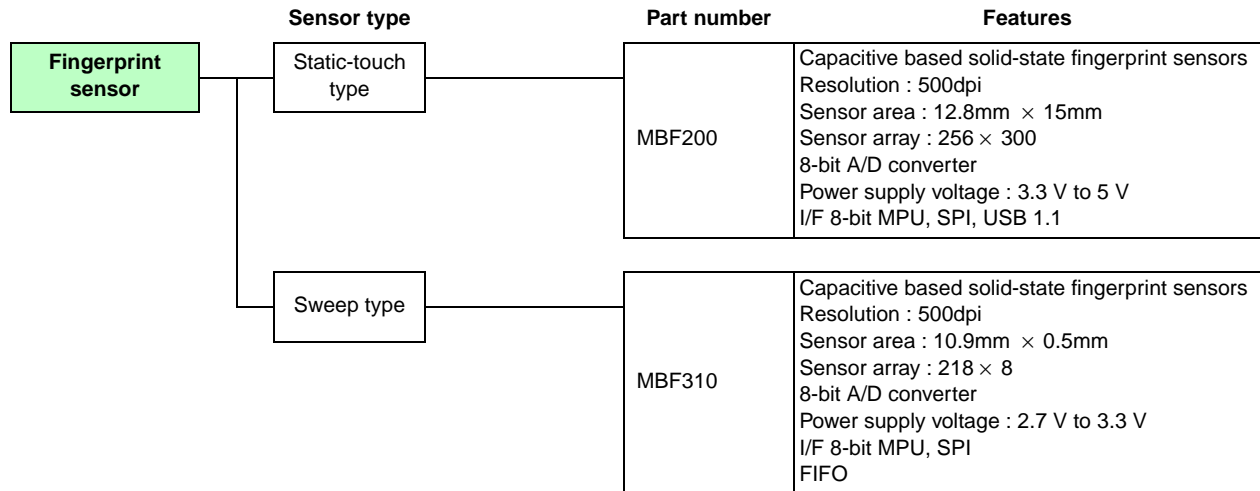 Sensor type
Part number
Features
Fingerprint
sensor
Static-touch
type
MBF200
Capacitive based solid-state fingerprint sensors
Resolution : 500dpi
Sensor area : 12.8mm × 15mm
Sensor array : 256 × 300
8-bit A/D converter
Power supply voltage : 3.3 V to 5 V
I/F 8-bit MPU, SPI, USB 1.1
Sweep type
MBF310
Capacitive based solid-state fingerprint sensors
Resolution : 500dpi
Sensor area : 10.9mm × 0.5mm
Sensor array : 218 × 8
8-bit A/D converter
Power supply voltage : 2.7 V to 3.3 V
I/F 8-bit MPU, SPI
FIFO